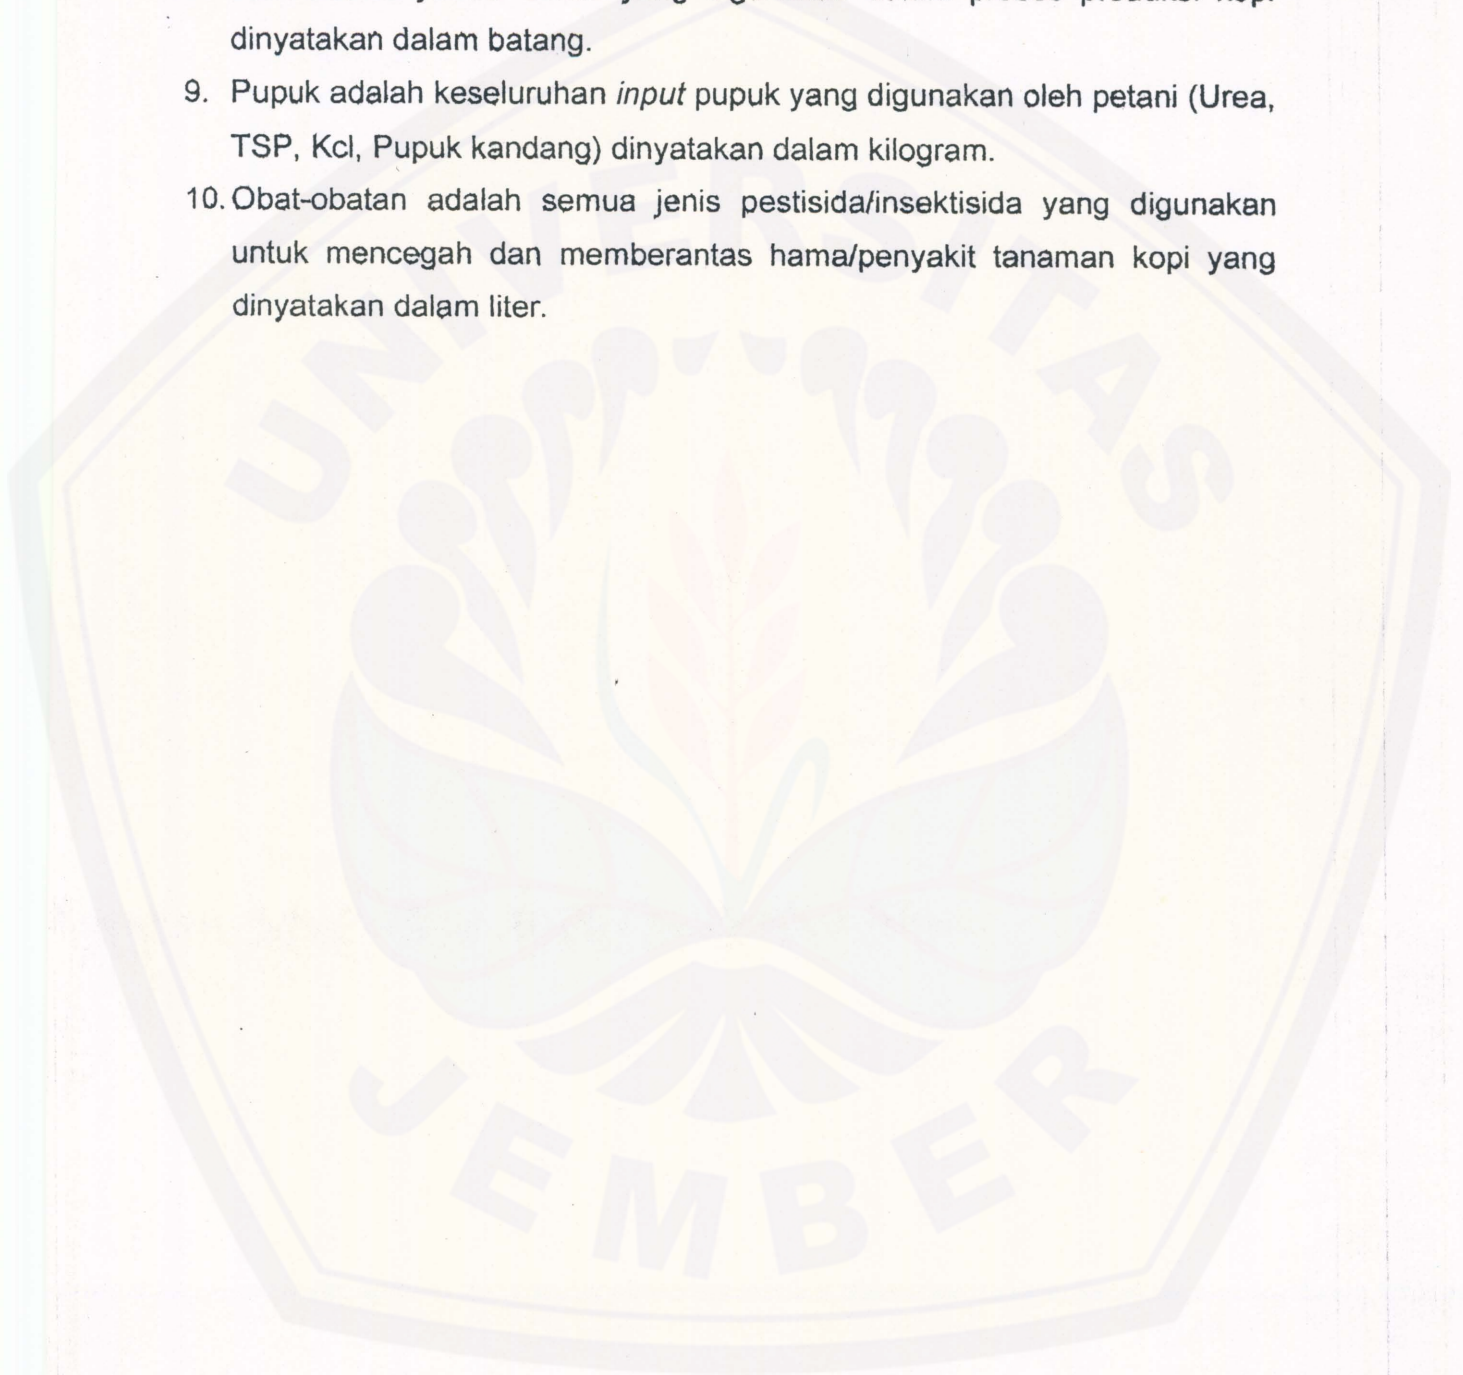 dinyatakan dalam batang.
9. Pupuk adalah keseluruhan input pupuk yang digunakan oleh petani (Urea,
TSP, Kcl, Pupuk kandang) dinyatakan dalam kilogram.
10. Obat-obatan adalah semua jenis pestisida/insektisida yang digunakan
untuk mencegah dan memberantas hama/penyakit tanaman kopi yang
dinyatakan dalam liter.
UNIVERSITAS
JEMBER